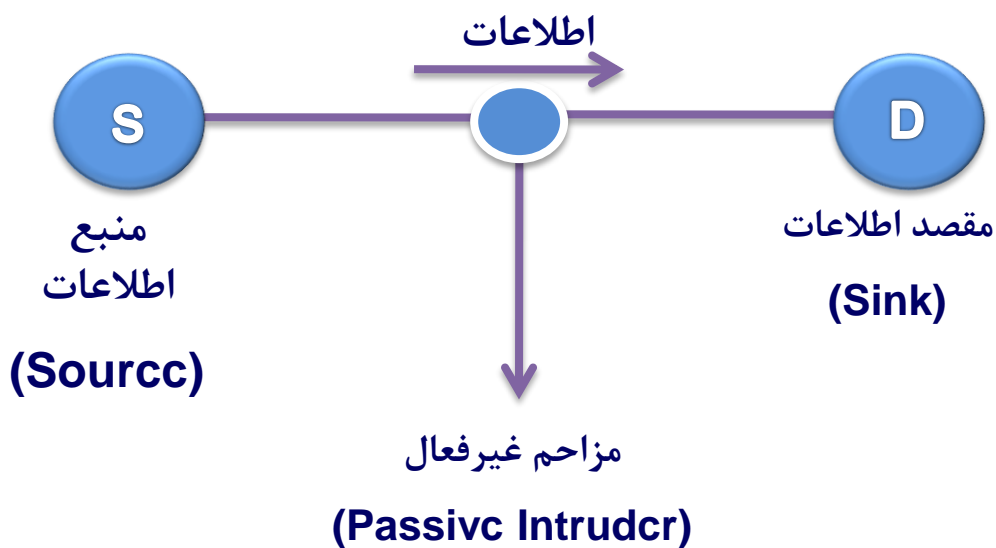 اطلاعات
S
D
منبع
اطلاعات
(Sourcc)
مقصد اطلاعات
(Sink)
مزاحم غیرفعال
(Passivc Intrudcr)